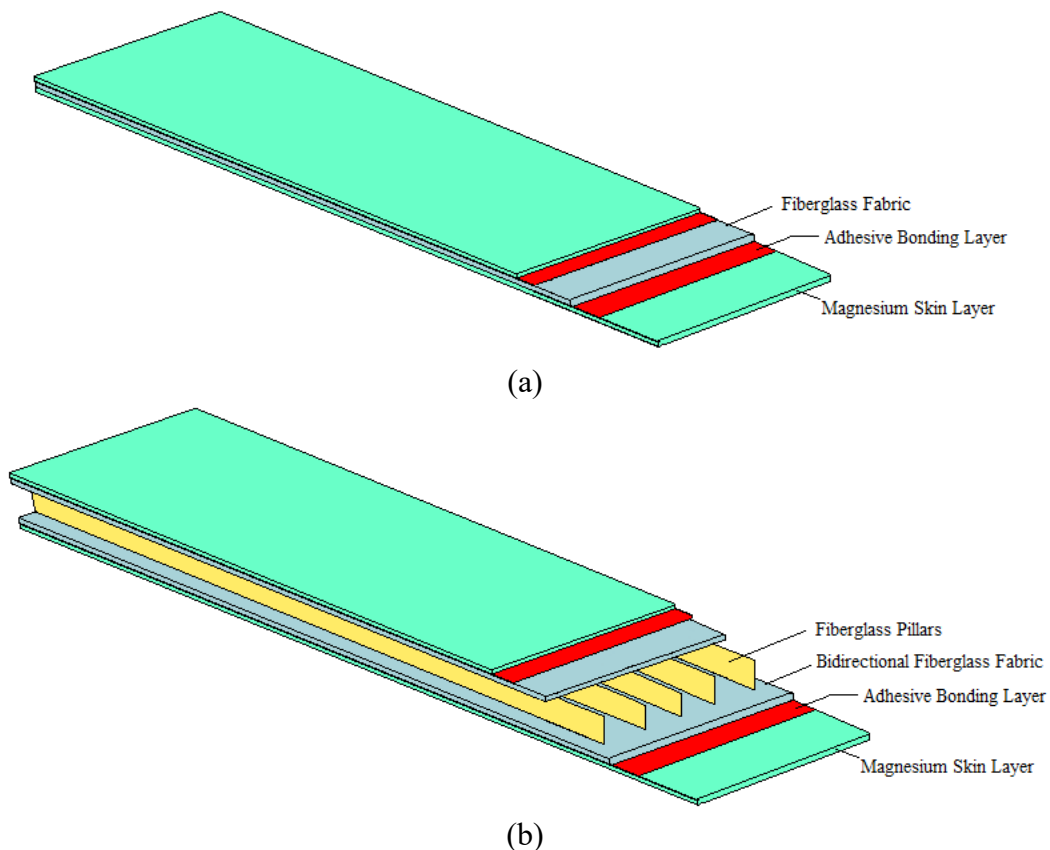 Fiberglass Fabric
Adhesive Bonding Layer
Magnesium Skin Layer
(a)
Fiberglass Pillars
Bidirectional Fiberglass Fabric
Adhesive Bonding Layer
Magnesium Skin Layer
(b)